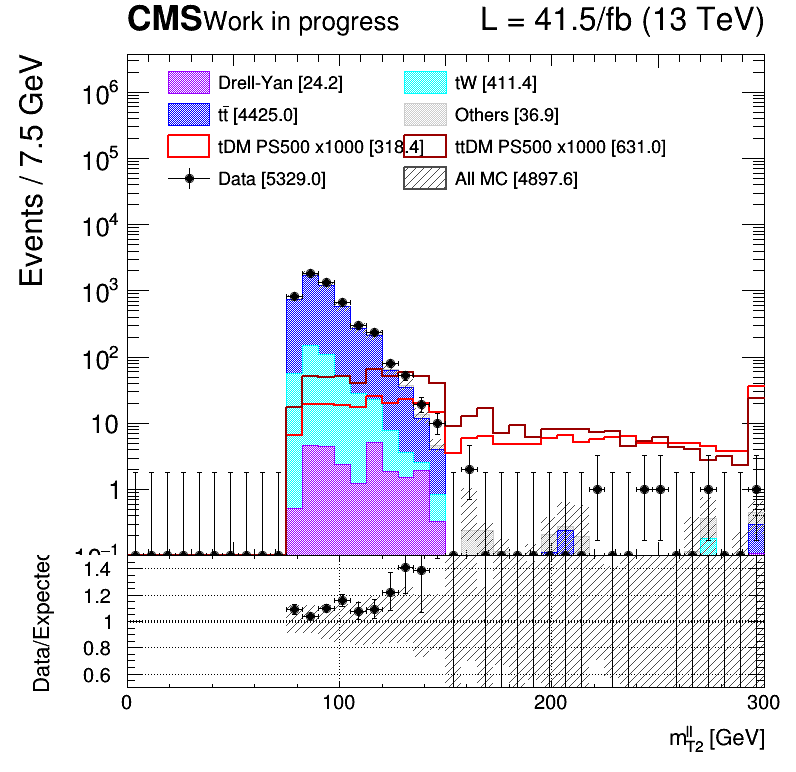 CMS Work in progress L = 41.5/fb (13 TeV)
Events / 7.5 GeV
Drell-Yan [24.2] tW [411.4]
tt̄ [4425.0] Others [36.9]
tDM PS500 x1000 [318.4] ttDM PS500 x1000 [631.0]
Data [5329.0] All MC [4897.6]
10⁶
10⁵
10⁴
10³
10²
10
1
10⁻¹
Data/Expected
1.4
1.2
1
0.8
0.6
0 100 200 300
m_T2^ll [GeV]